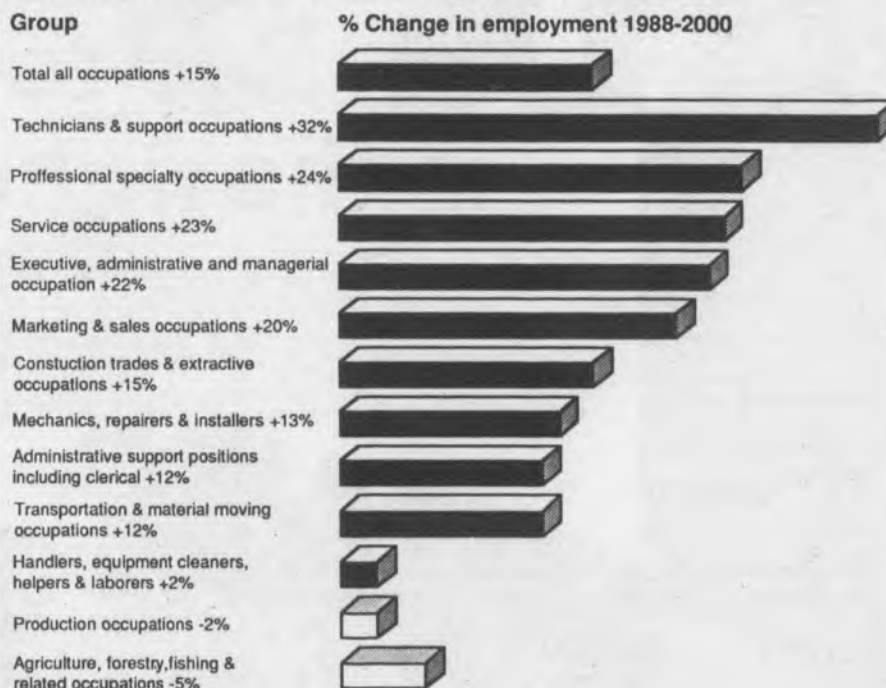 Group % Change in employment 1988-2000
Total all occupations +15%
Technicians & support occupations +32%
Proffessional specialty occupations +24%
Service occupations +23%
Executive, administrative and managerial
occupation +22%
Marketing & sales occupations +20%
Constuction trades & extractive
occupations +15%
Mechanics, repairers & installers +13%
Administrative support positions
including clerical +12%
Transportation & material moving
occupations +12%
Handlers, equipment cleaners,
helpers & laborers +2%
Production occupations -2%
Agriculture, forestry,fishing &
related occupations -5%